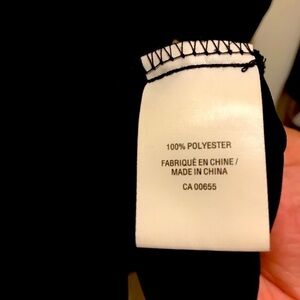 100% POLYESTER
FABRIQUÉ EN CHINE /
MADE IN CHINA
CA 00655